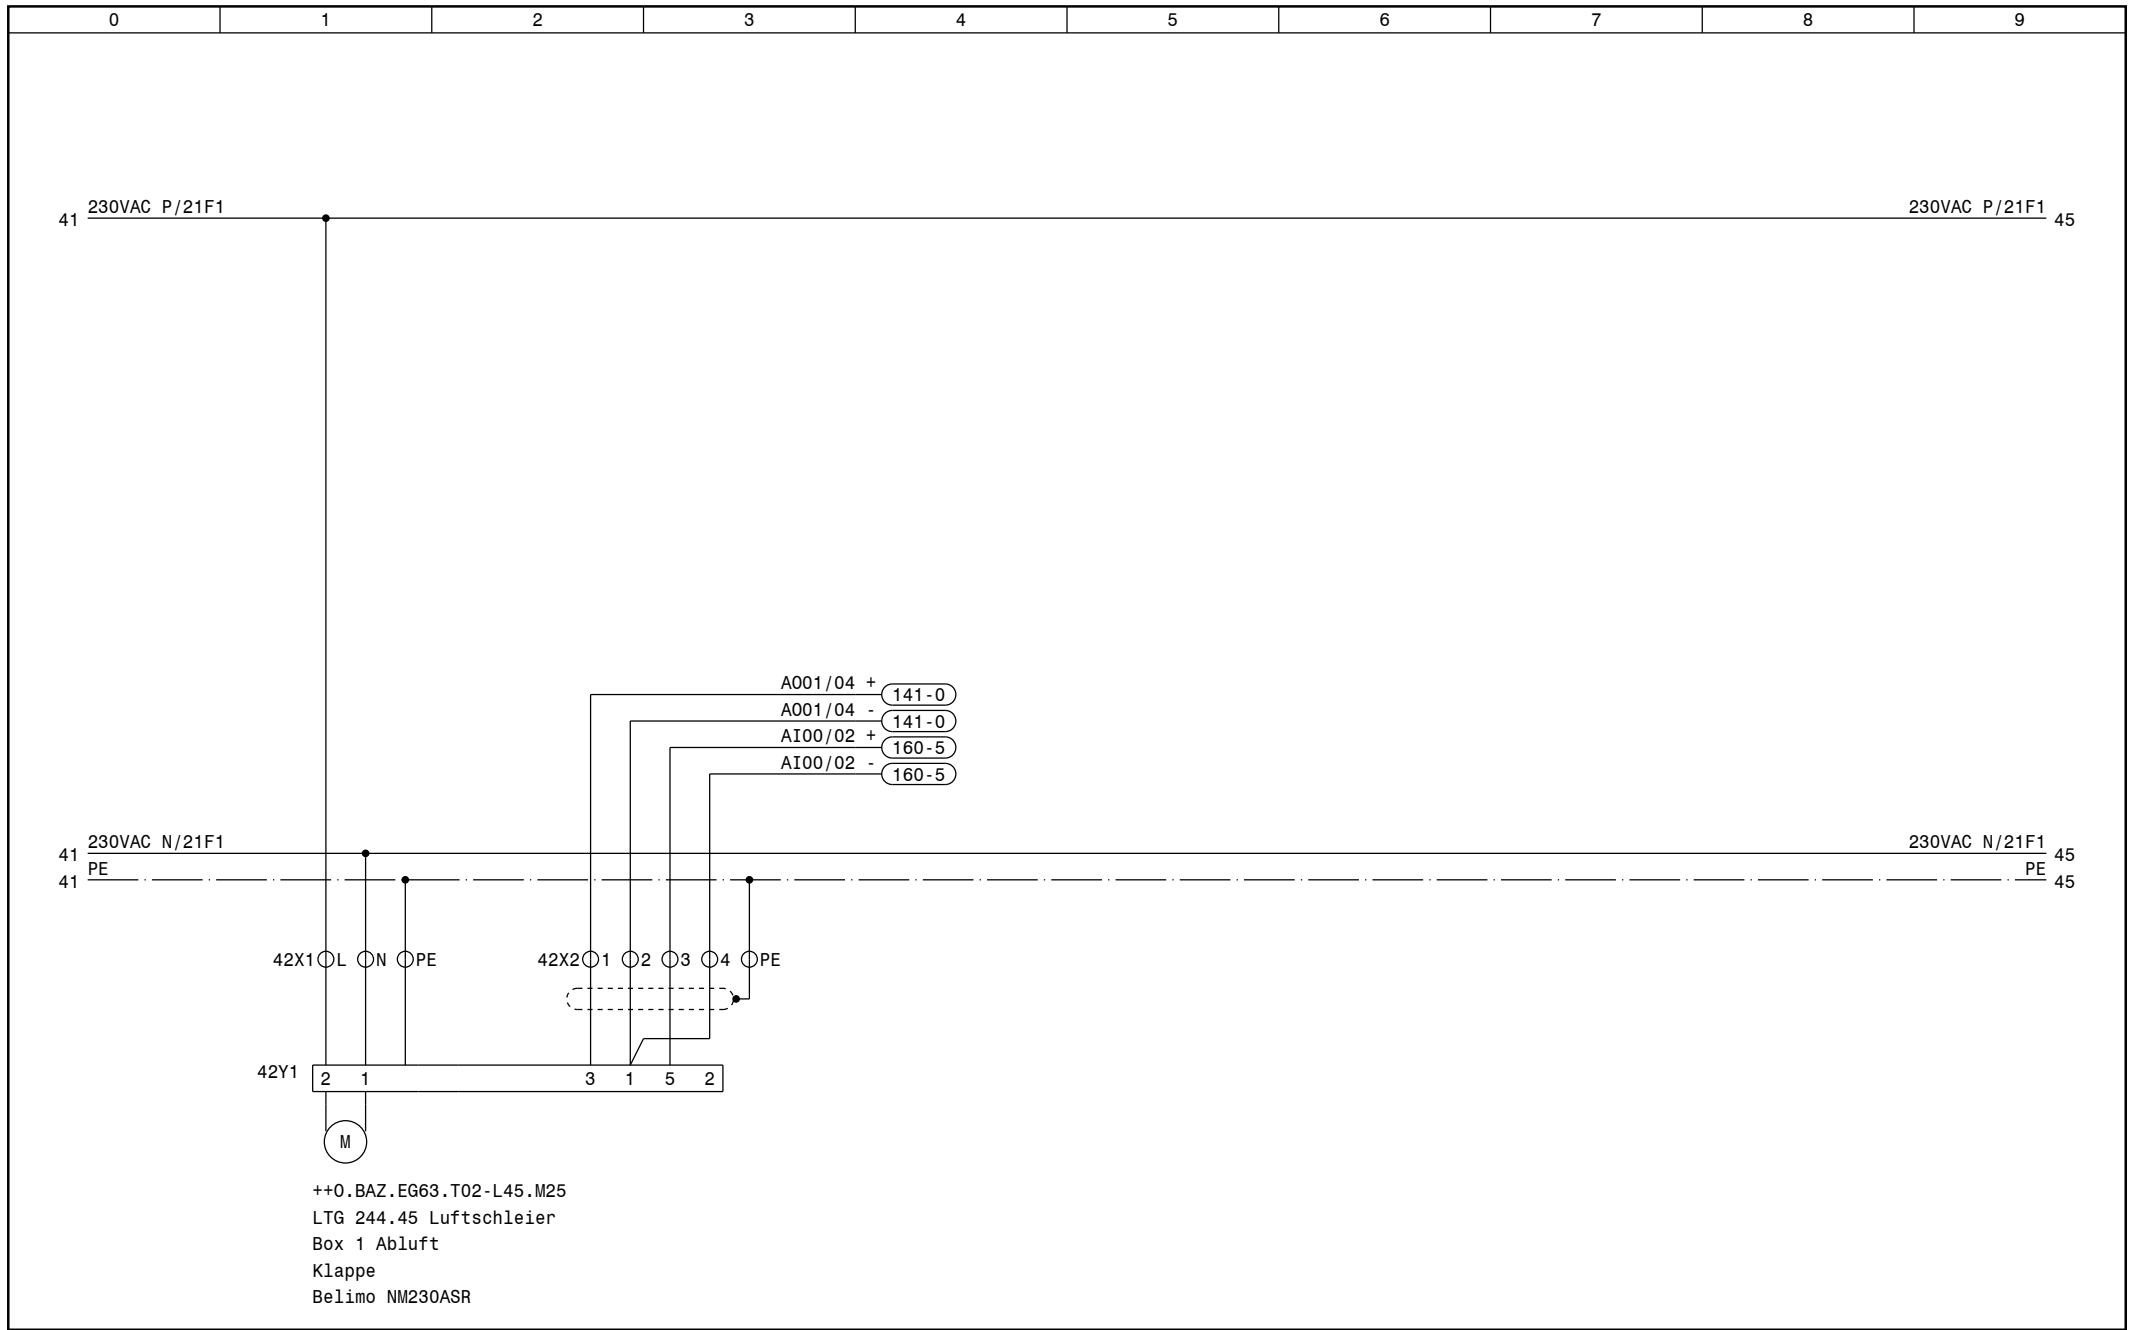 0 1 2 3 4 5 6 7 8 9
230VAC P/21F1 230VAC P/21F1
41 45
AO01/04 +
141-0
AO01/04 -
141-0
AI00/02 +
160-5
AI00/02 -
160-5
230VAC N/21F1 230VAC N/21F1
41 45
PE PE
41 45
42X1 L N PE 42X2 1 2 3 4 PE
42Y1 2 1 3 1 5 2
M
++0.BAZ.EG63.T02-L45.M25
LTG 244.45 Luftschleier
Box 1 Abluft
Klappe
Belimo NM230ASR